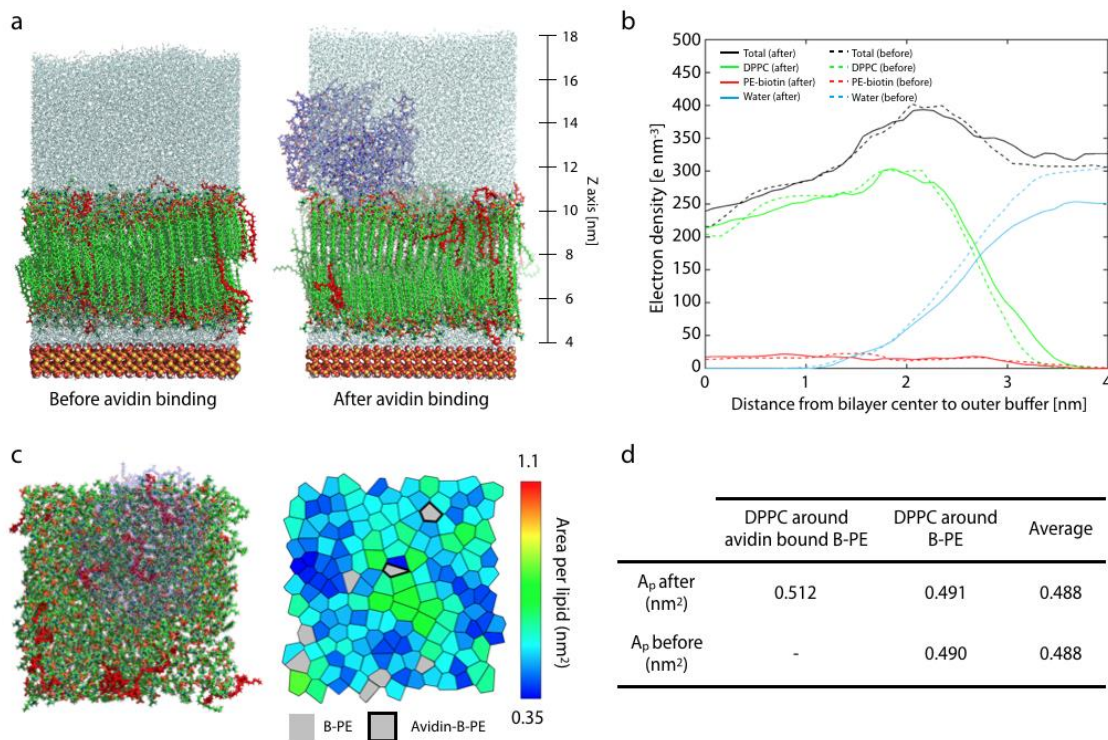 a
18
16
14
12
10
8
6
4
Z axis [nm]
Before avidin binding
After avidin binding
b
500
450
400
350
300
250
200
150
100
50
0
Electron density [e nm⁻³]
Total (after)
DPPC (after)
PE-biotin (after)
Water (after)
Total (before)
DPPC (before)
PE-biotin (before)
Water (before)
0 1 2 3 4
Distance from bilayer center to outer buffer [nm]
c
1.1
Area per lipid (nm²)
0.35
B-PE
Avidin-B-PE
d
DPPC around avidin bound B-PE
DPPC around B-PE
Average
Aₚ after (nm²) 0.512 0.491 0.488
Aₚ before (nm²) - 0.490 0.488